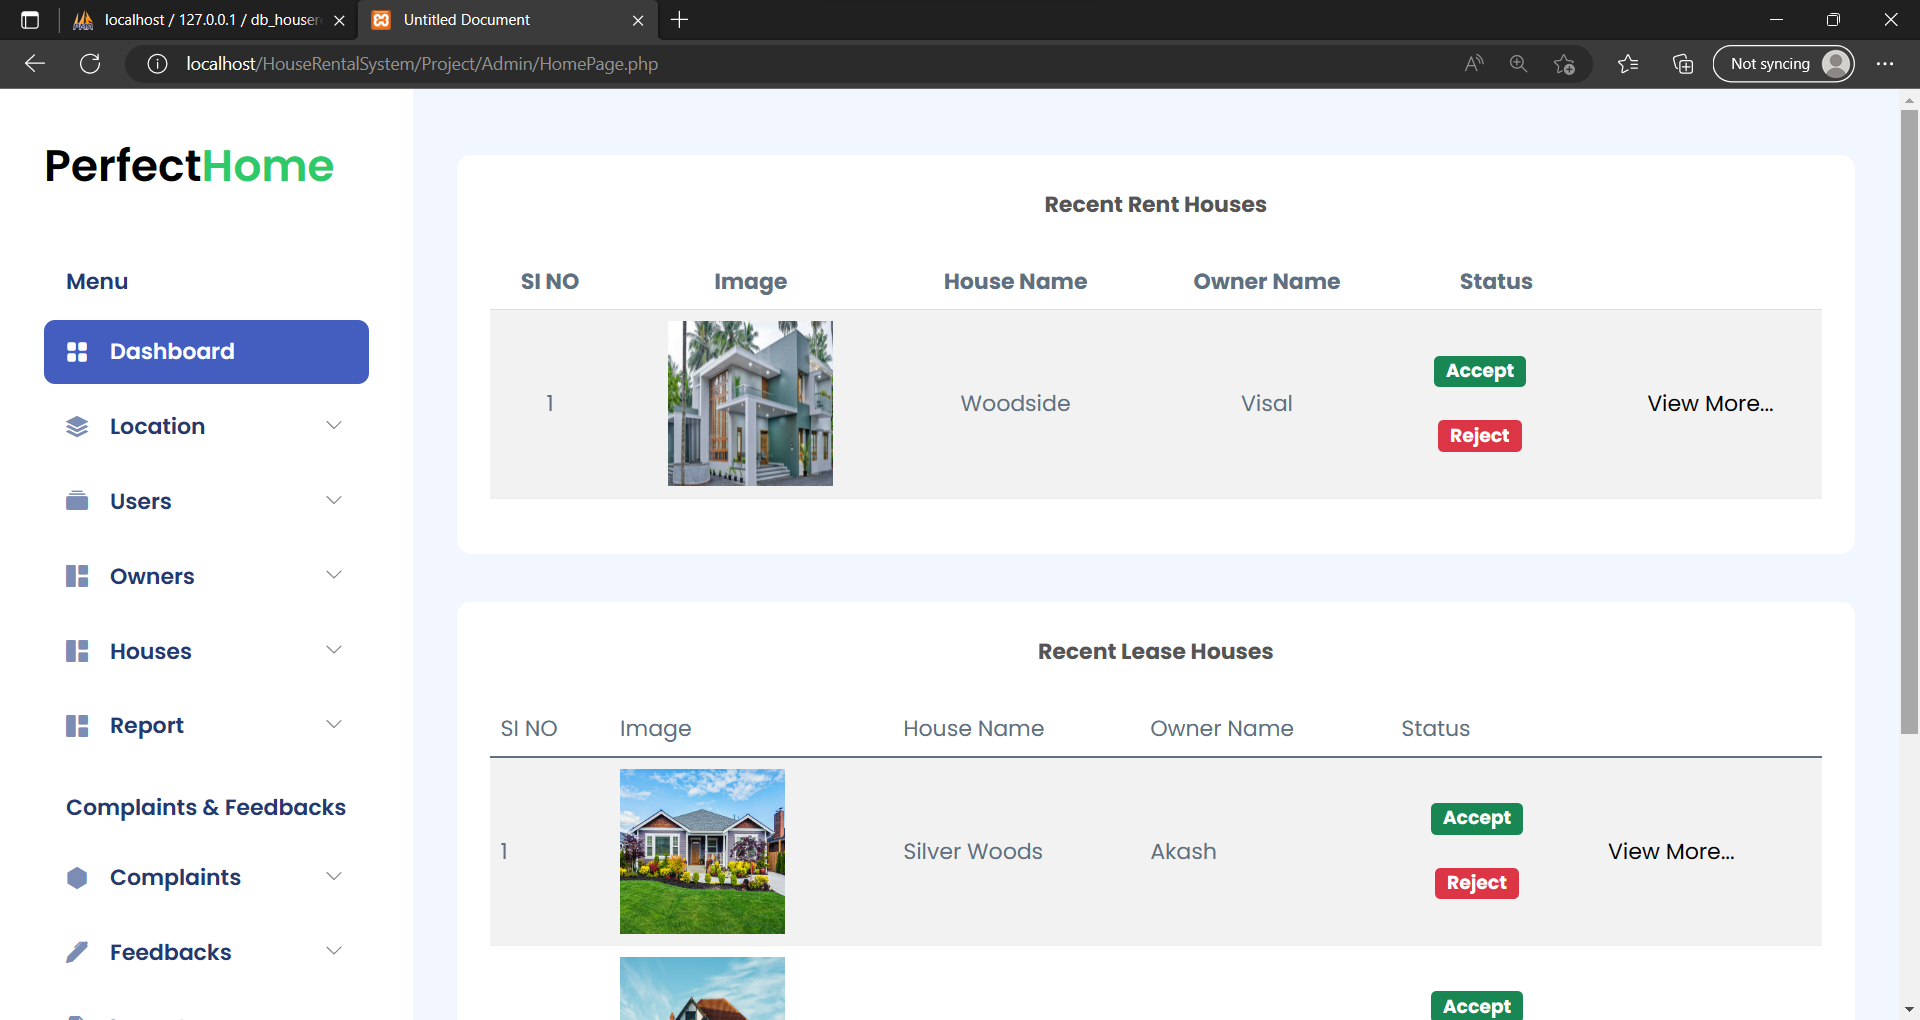 localhost / 127.0.0.1 / db_houser
Untitled Document
localhost/HouseRentalSystem/Project/Admin/HomePage.php
Not syncing
PerfectHome
Menu
Dashboard
Location
Users
Owners
Houses
Report
Complaints & Feedbacks
Complaints
Feedbacks
Recent Rent Houses
SI NO Image House Name Owner Name Status
1 Woodside Visal Accept Reject View More...
Recent Lease Houses
SI NO Image House Name Owner Name Status
1 Silver Woods Akash Accept Reject View More...
Accept